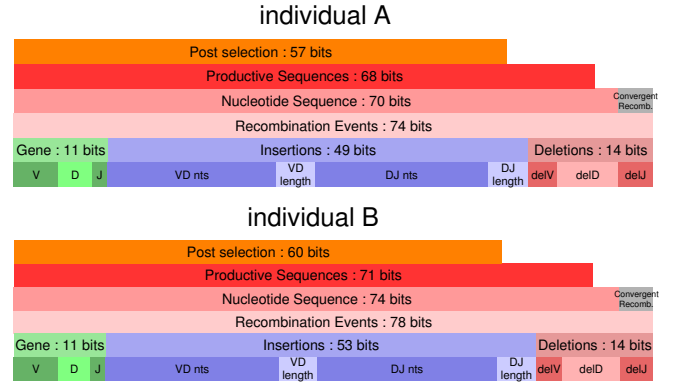 individual A
Post selection : 57 bits
Productive Sequences : 68 bits
Nucleotide Sequence : 70 bits
Convergent
Recomb.
Recombination Events : 74 bits
Gene : 11 bits
Insertions : 49 bits
Deletions : 14 bits
V
D
J
VD nts
VD
length
DJ nts
DJ
length
delV
delD
delJ
individual B
Post selection : 60 bits
Productive Sequences : 71 bits
Nucleotide Sequence : 74 bits
Convergent
Recomb.
Recombination Events : 78 bits
Gene : 11 bits
Insertions : 53 bits
Deletions : 14 bits
V
D
J
VD nts
VD
length
DJ nts
DJ
length
delV
delD
delJ